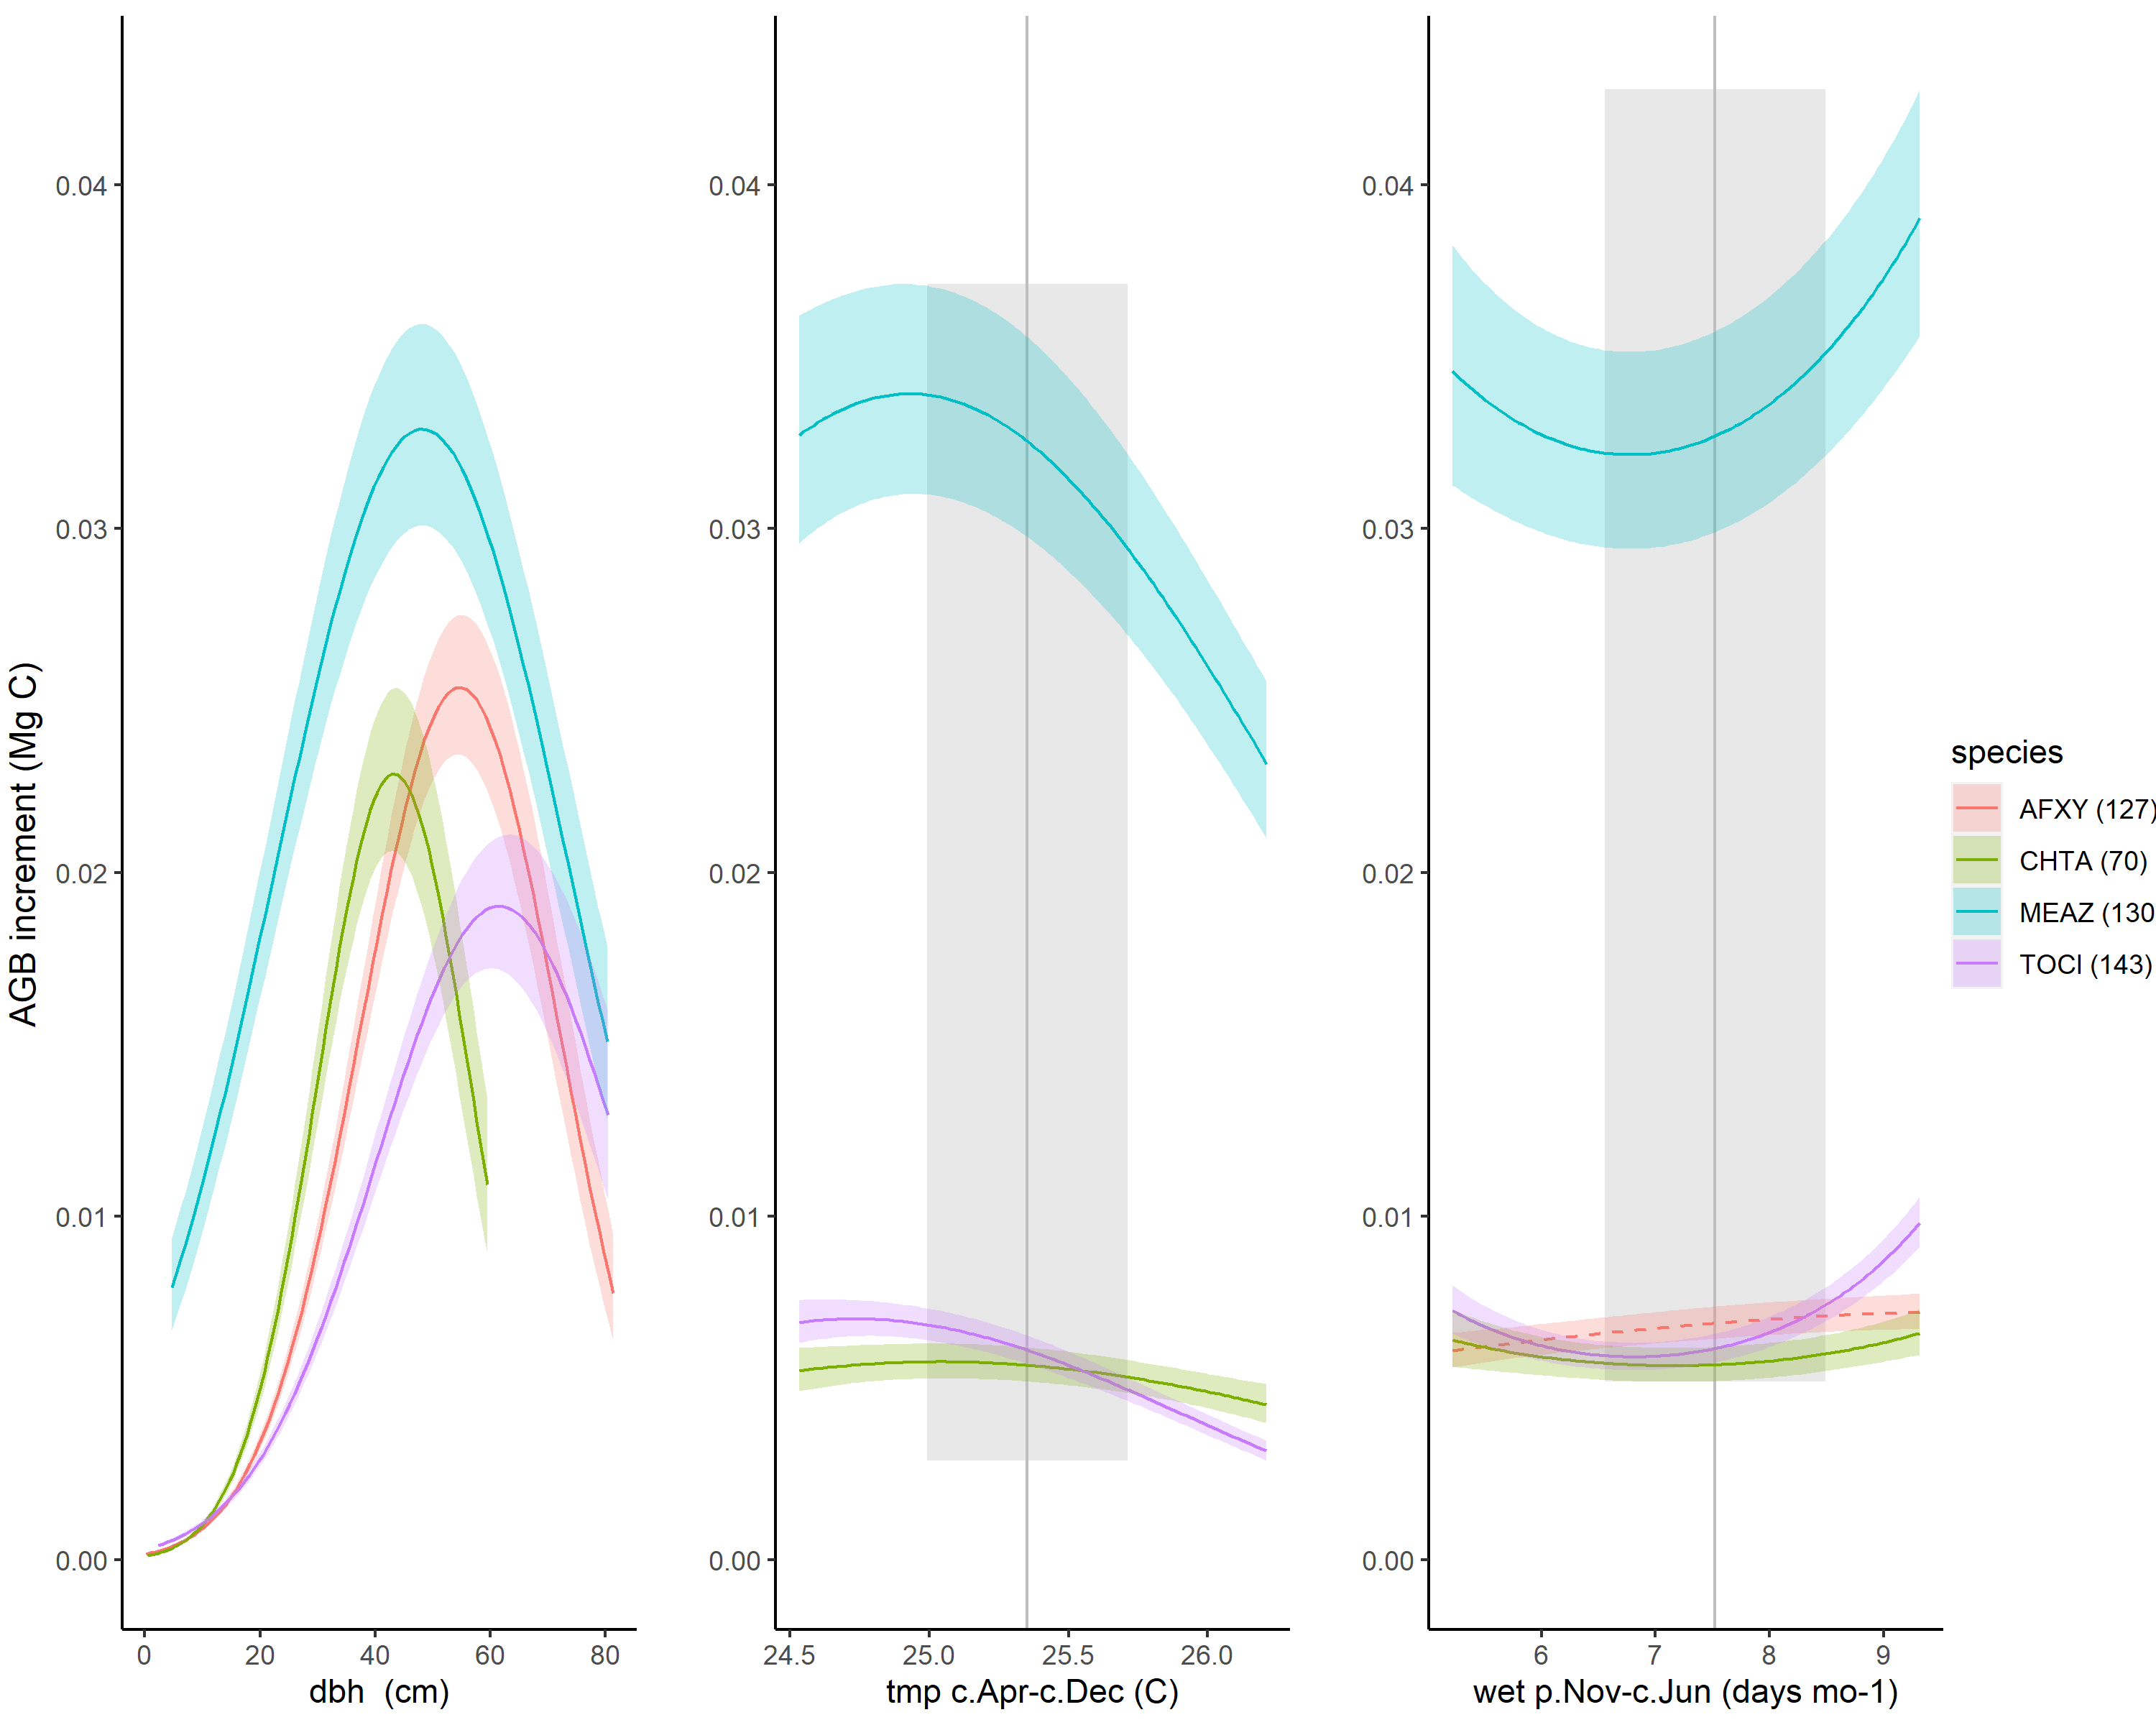 AGB increment (Mg C)
0.04
0.03
0.02
0.01
0.00
0 20 40 60 80
dbh (cm)
0.04
0.03
0.02
0.01
0.00
24.5 25.0 25.5 26.0
tmp c.Apr-c.Dec (C)
0.04
0.03
0.02
0.01
0.00
6 7 8 9
wet p.Nov-c.Jun (days mo-1)
species
AFXY (127)
CHTA (70)
MEAZ (130
TOCI (143)